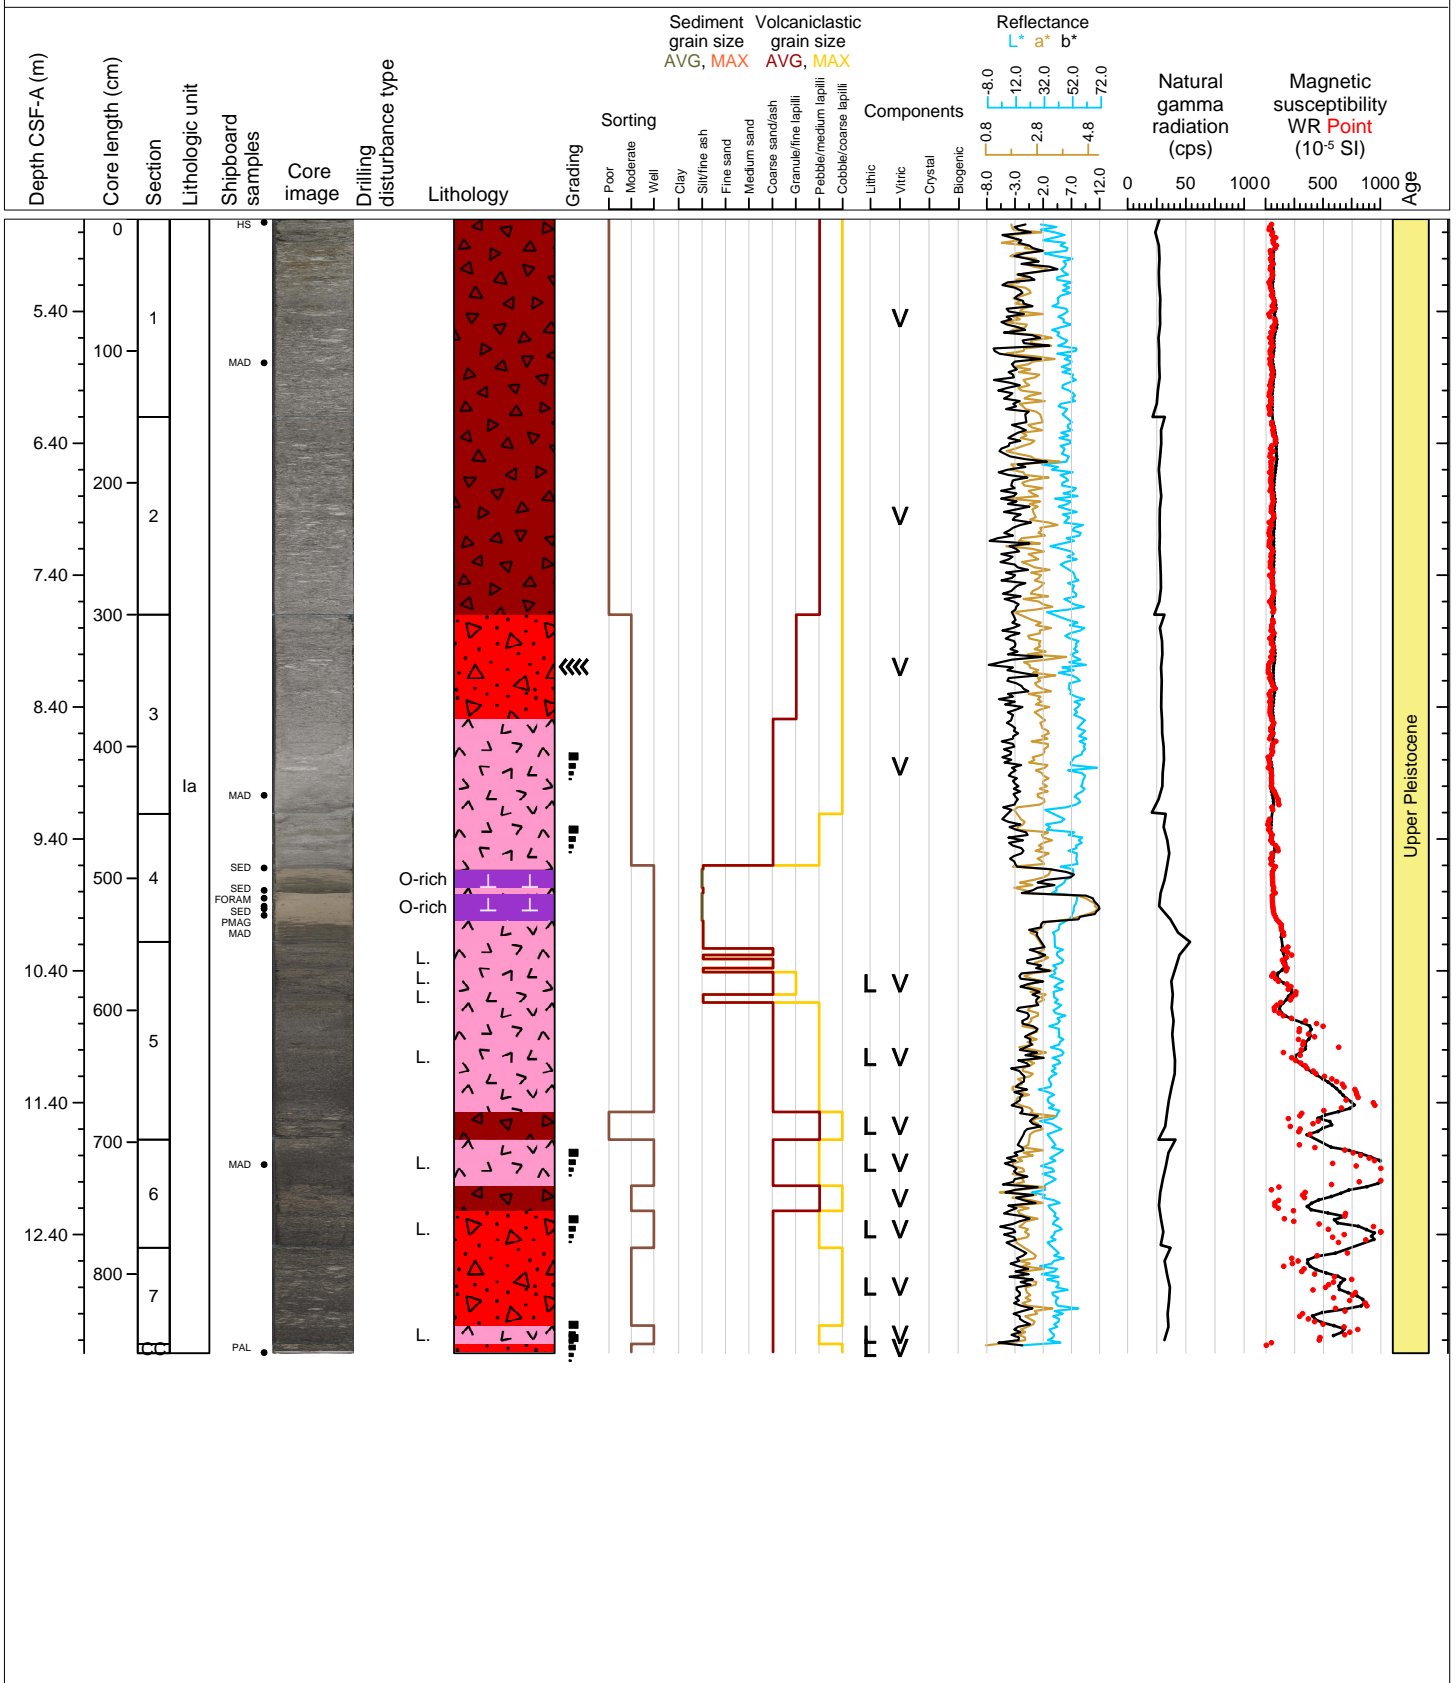 Depth CSF-A (m)
Core length (cm)
Section
Lithologic unit
Shipboard
samples
Core
image
Drilling
disturbance type
Lithology
Grading
Sorting
Poor
Moderate
Well
Sediment
grain size
AVG, MAX
Volcaniclastic
grain size
AVG, MAX
Clay
Silt/fine ash
Fine sand
Medium sand
Coarse sand/ash
Granule/fine lapilli
Pebble/medium lapilli
Cobble/coarse lapilli
Components
Lithic
Vitric
Crystal
Biogenic
Reflectance
L* a* b*
-8.0 12.0 32.0 52.0 72.0
0.8 2.8 4.8
-8.0 -3.0 2.0 7.0 12.0
Natural
gamma
radiation
(cps)
0 50 100
Magnetic
susceptibility
WR Point
(10-5 SI)
0 500 1000
Age
5.40
6.40
7.40
8.40
9.40
10.40
11.40
12.40
0
100
200
300
400
500
600
700
800
1
2
3
4
5
6
7
CC
Ia
HS
MAD
MAD
SED
SED
FORAM
SED
PMAG
MAD
MAD
PAL
O-rich
O-rich
L.
L.
L.
L.
L.
L.
L.
V
V
V
V
L V
L V
L V
L V
V
L V
L V
L V
L V
Upper Pleistocene